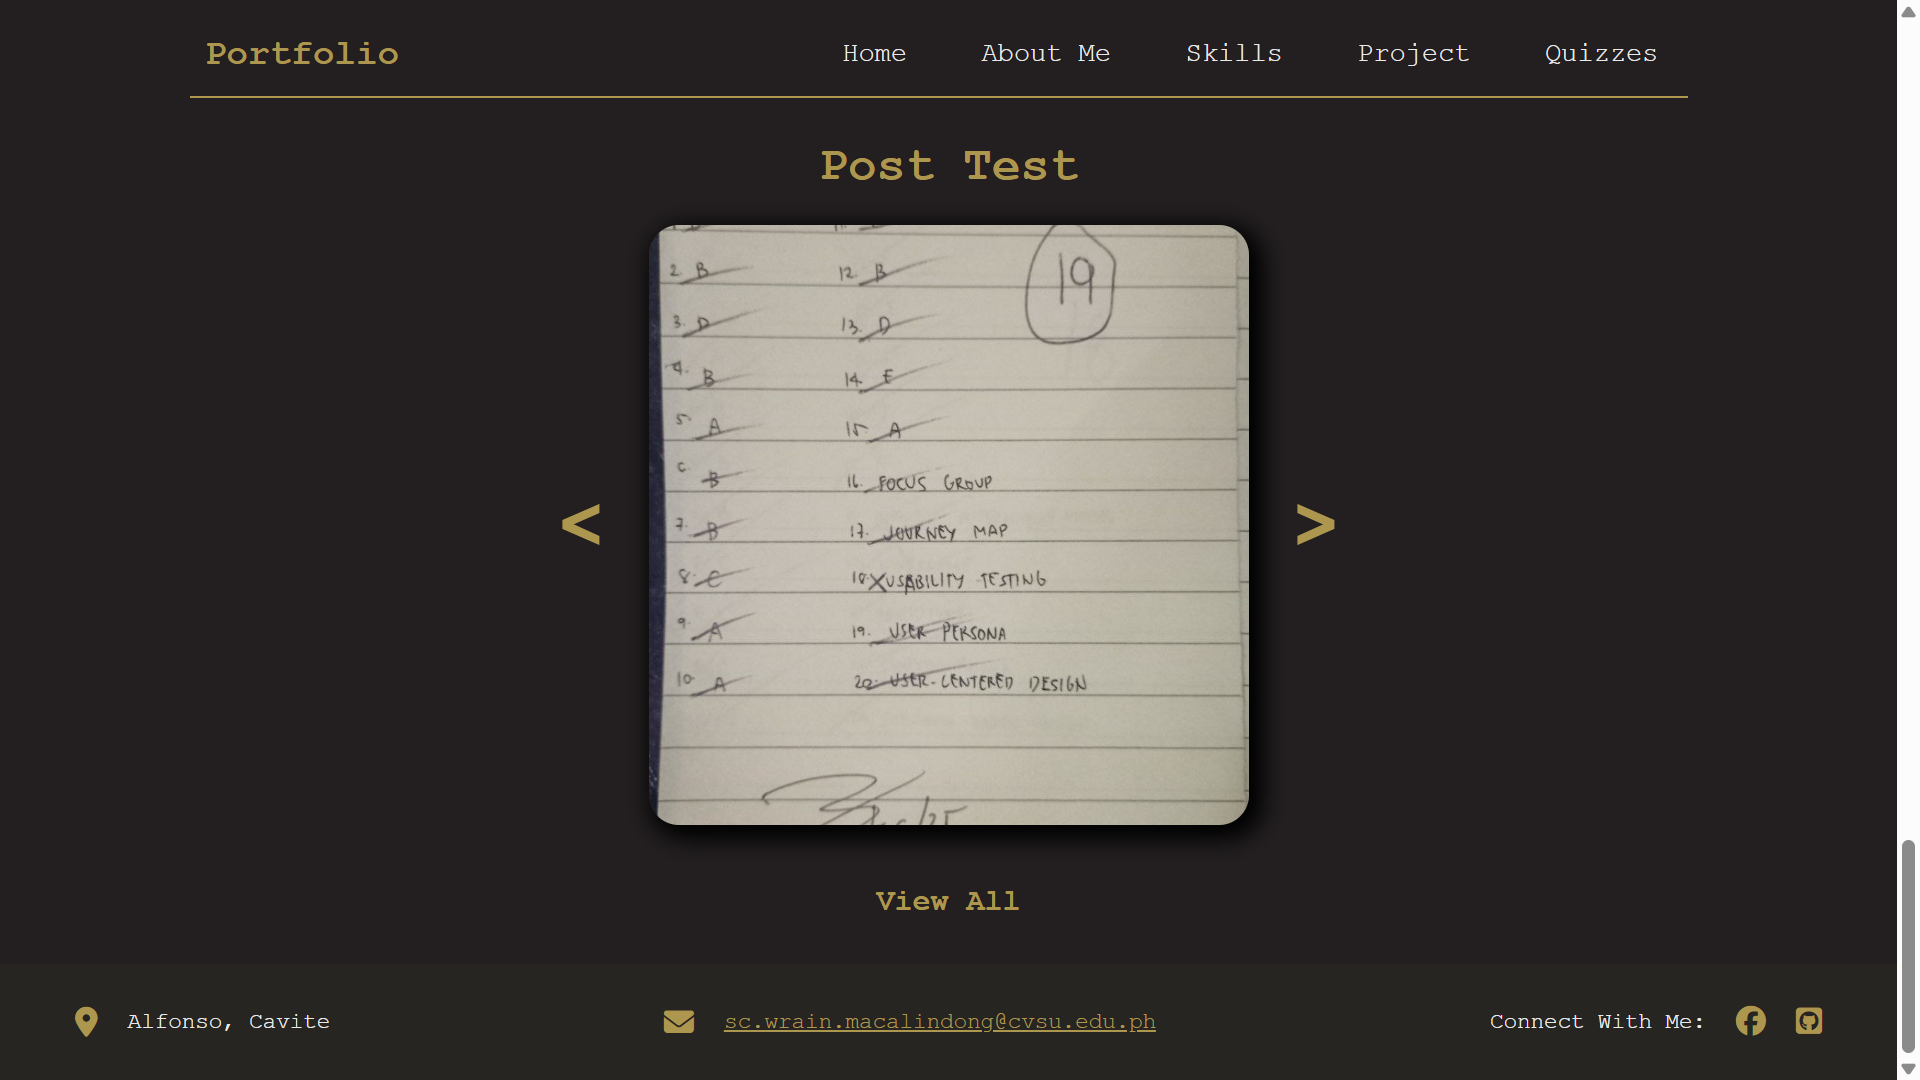 Portfolio
Home
About Me
Skills
Project
Quizzes
Post Test
19
2. B
3. D
4. B
5. A
B
7. B
8. C
9. A
10. A
12. B
13. D
14. E
15. A
16. FOCUS GROUP
17. JOURNEY MAP
18. USABILITY TESTING
19. USER PERSONA
20. USER-CENTERED DESIGN
<
>
View All
Alfonso, Cavite
sc.wrain.macalindong@cvsu.edu.ph
Connect With Me: